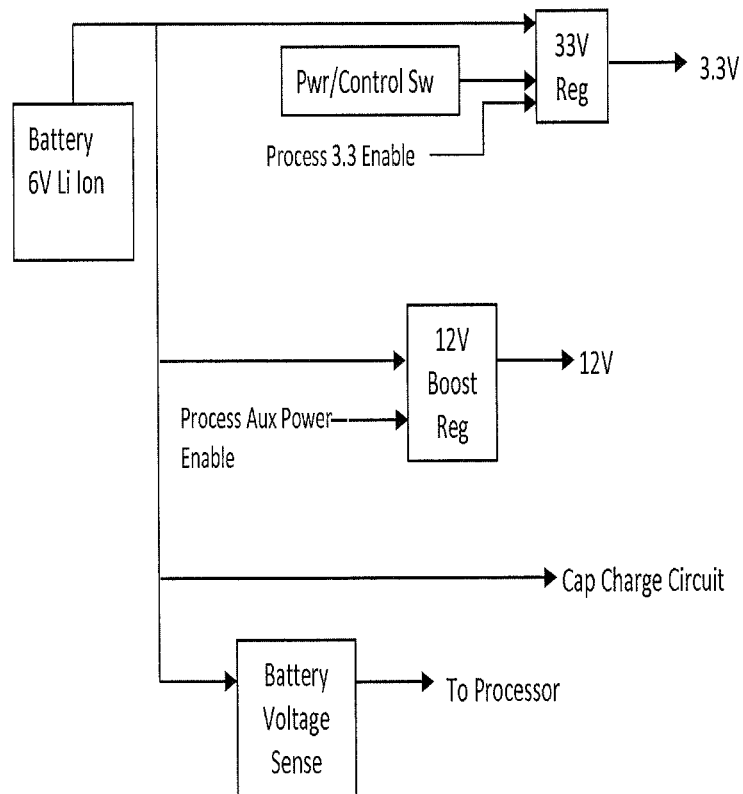 33V
Reg
3.3V
Pwr/Control Sw
Process 3.3 Enable
Battery
6V Li Ion
12V
Boost
Reg
12V
Process Aux Power
Enable
Cap Charge Circuit
Battery
Voltage
Sense
To Processor